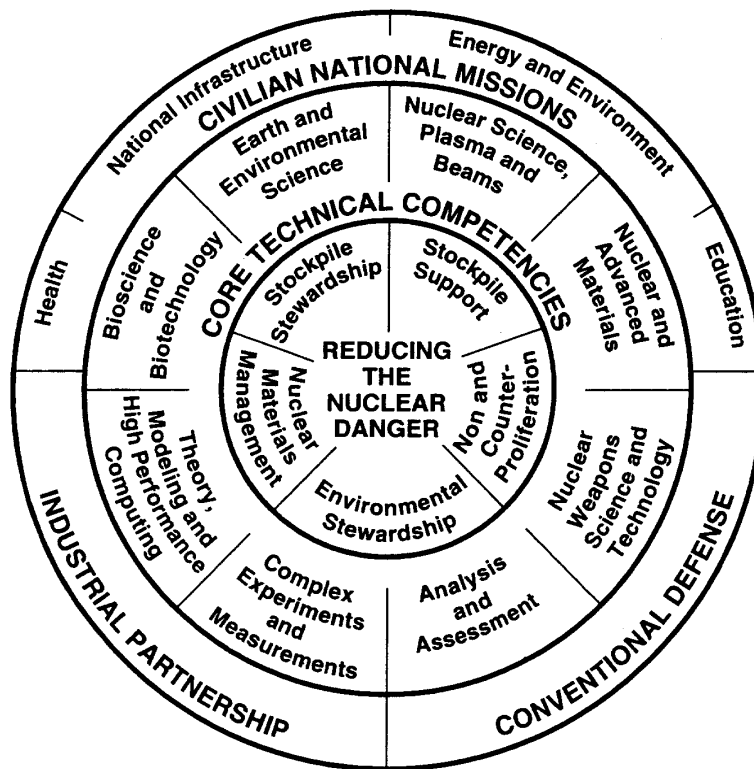 CIVILIAN NATIONAL MISSIONS
National Infrastructure
Energy and Environment
Health
Education
INDUSTRIAL PARTNERSHIP
CONVENTIONAL DEFENSE
CORE TECHNICAL COMPETENCIES
Earth and
Environmental
Science
Nuclear Science,
Plasma and
Beams
Nuclear and
Advanced
Materials
Nuclear
Weapons
Science and
Technology
Analysis
and
Assessment
Complex
Experiments
and
Measurements
Theory,
Modeling and
High Performance
Computing
Bioscience
and
Biotechnology
REDUCING
THE
NUCLEAR
DANGER
Stockpile
Stewardship
Stockpile
Support
Non and
Counter-
Proliferation
Environmental
Stewardship
Nuclear
Materials
Management